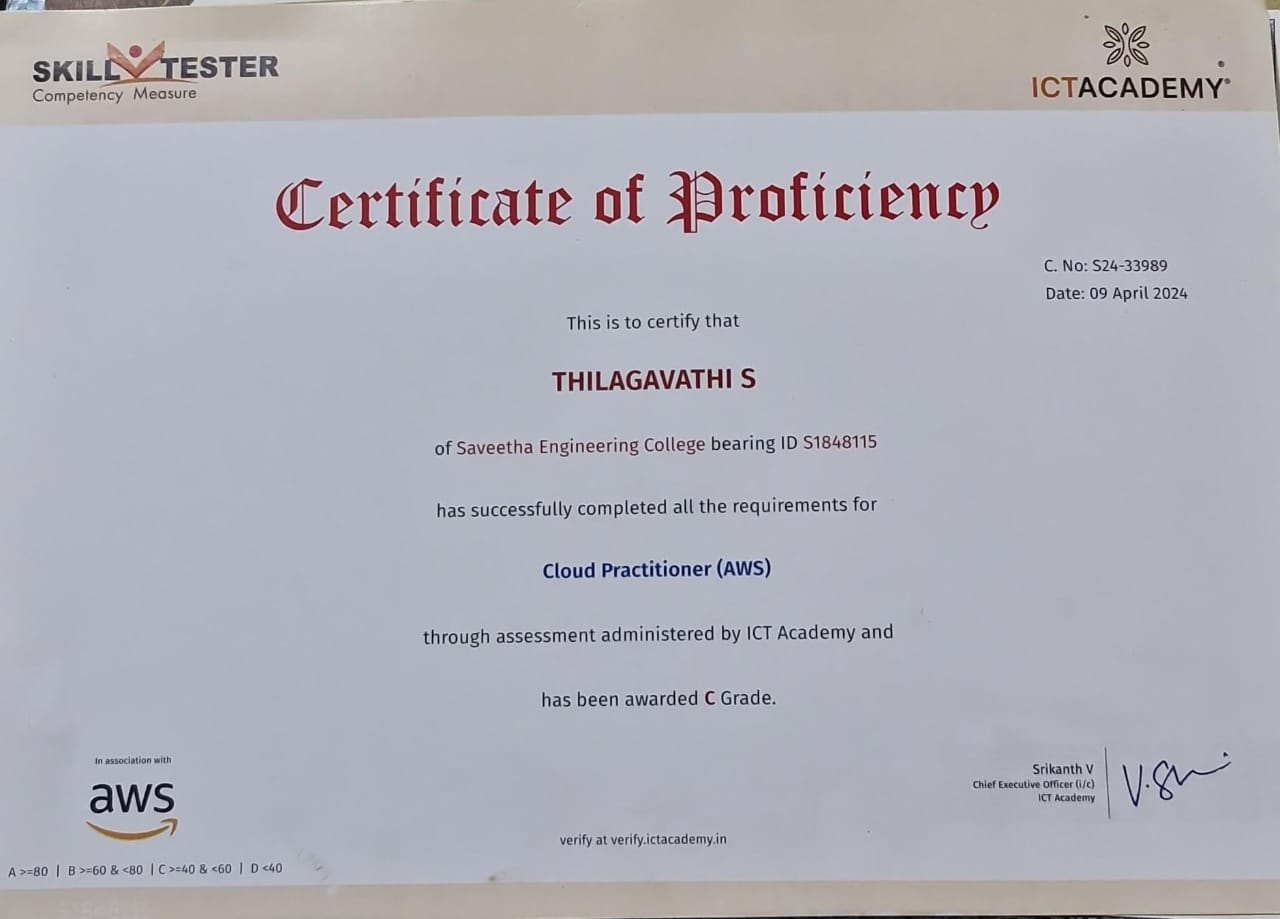 SKILL TESTER
Competency Measure
ICTACADEMY®
Certificate of Proficiency
C. No: S24-33989
Date: 09 April 2024
This is to certify that
THILAGAVATHI S
of Saveetha Engineering College bearing ID S1848115
has successfully completed all the requirements for
Cloud Practitioner (AWS)
through assessment administered by ICT Academy and
has been awarded C Grade.
In association with
aws
Srikanth V
Chief Executive Officer (i/c)
ICT Academy
V.
verify at verify.ictacademy.in
A >=80 | B >=60 & <80 | C >=40 & <60 | D <40